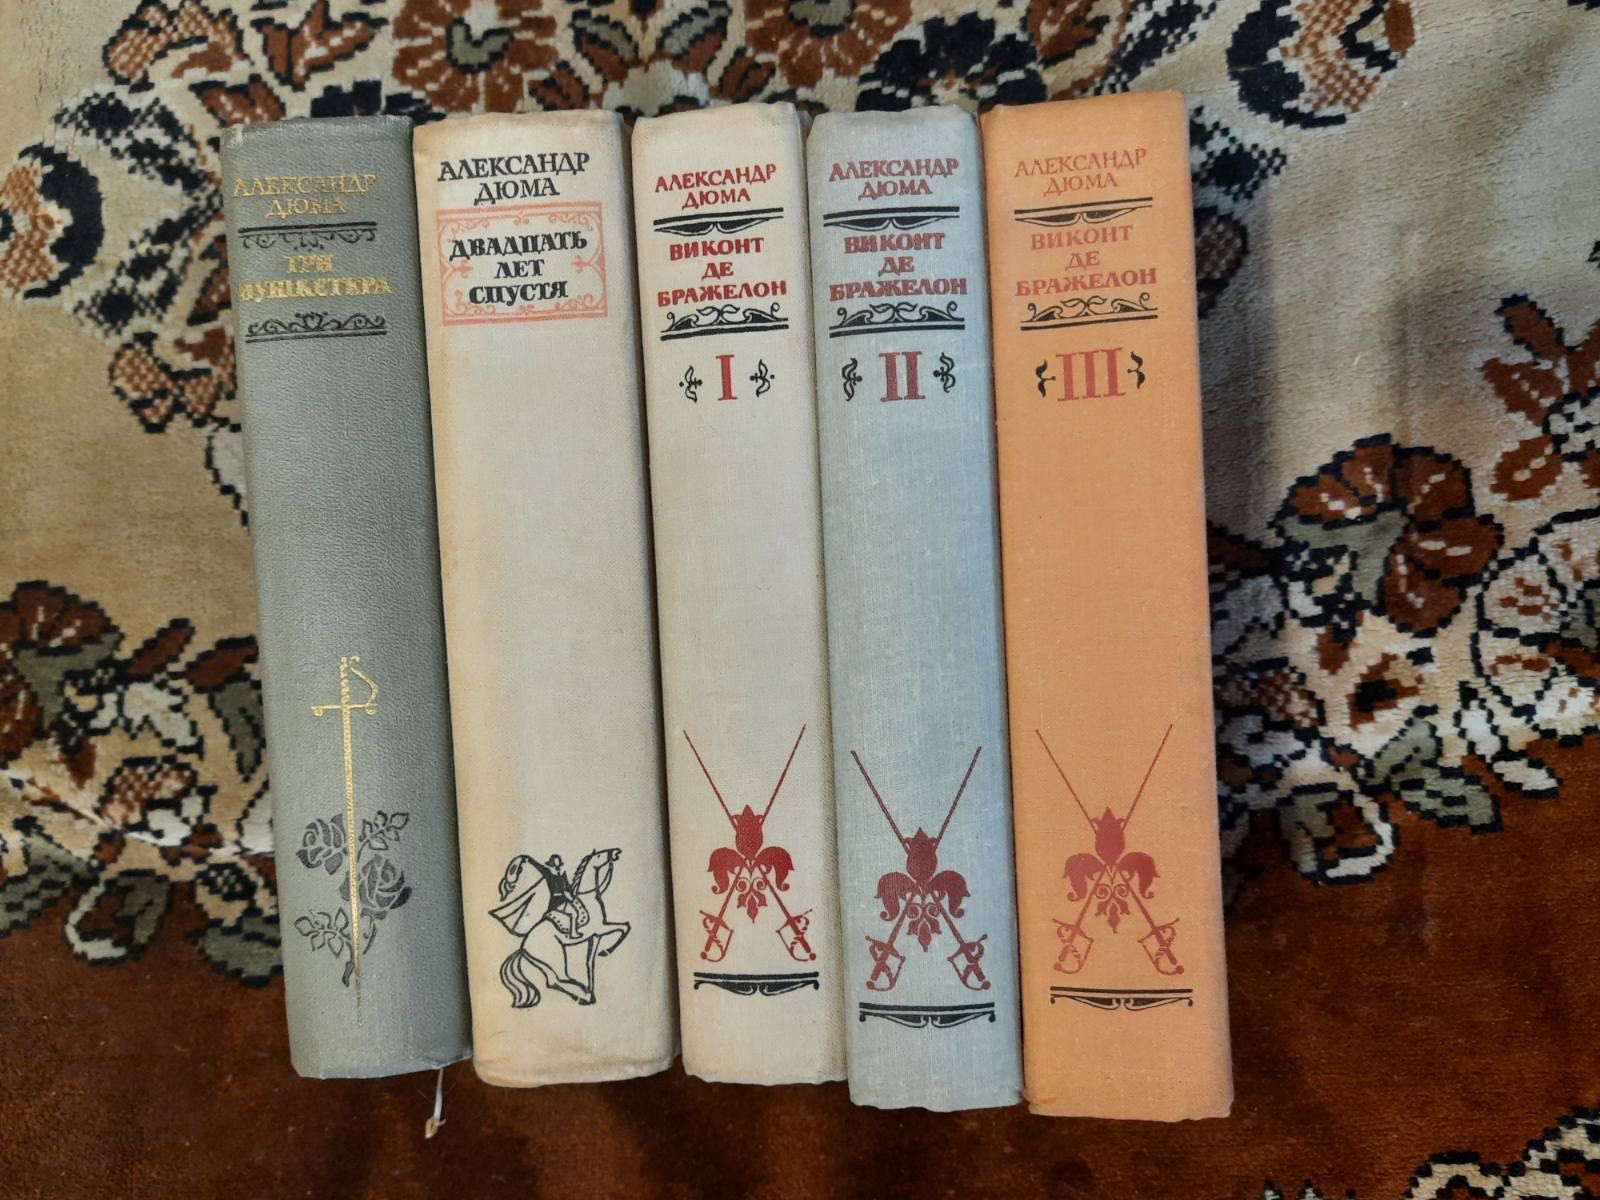 АЛЕКСАНДР
ДЮМА
ТРИ
МУШКЕТЕРА
АЛЕКСАНДР
ДЮМА
ДВАДЦАТЬ
ЛЕТ
СПУСТЯ
АЛЕКСАНДР
ДЮМА
ВИКОНТ
ДЕ
БРАЖЕЛОН
I
АЛЕКСАНДР
ДЮМА
ВИКОНТ
ДЕ
БРАЖЕЛОН
II
АЛЕКСАНДР
ДЮМА
ВИКОНТ
ДЕ
БРАЖЕЛОН
III